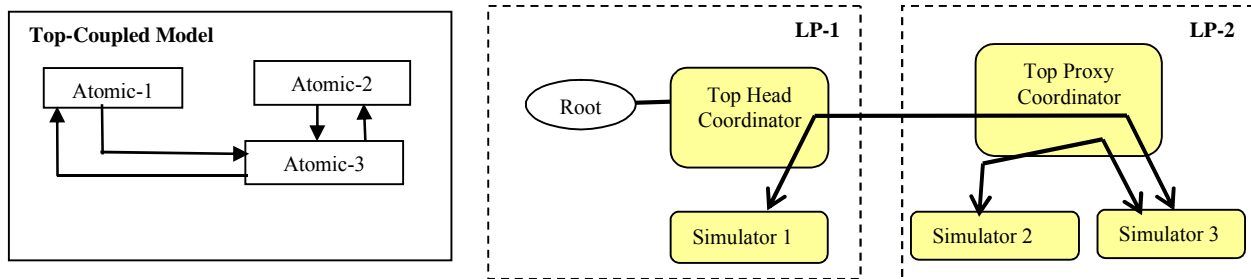 Top-Coupled Model
Atomic-1
Atomic-2
Atomic-3
LP-1
Root
Top Head
Coordinator
Simulator 1
LP-2
Top Proxy
Coordinator
Simulator 2
Simulator 3